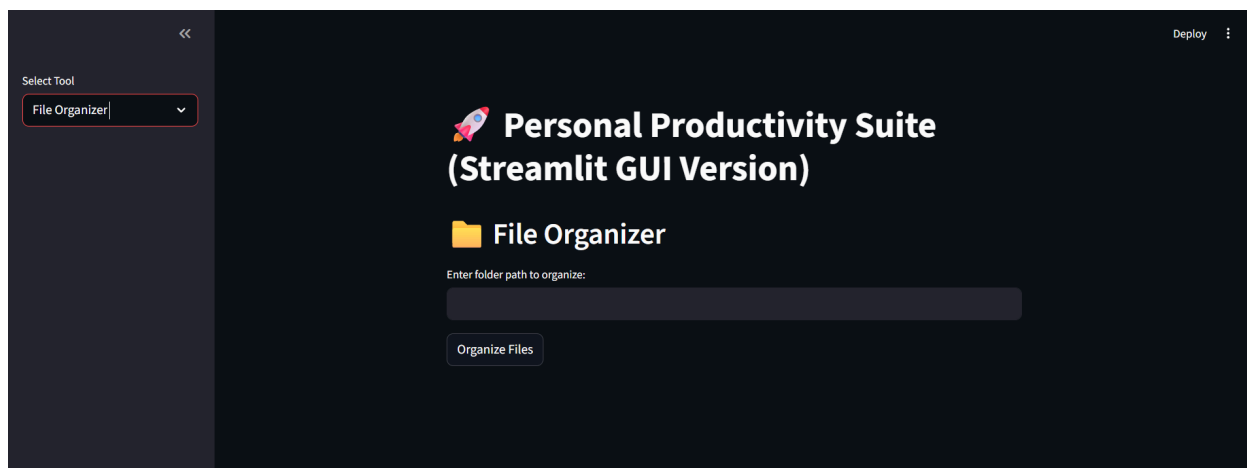 Deploy
Select Tool
File Organizer
🚀 Personal Productivity Suite
(Streamlit GUI Version)
📁 File Organizer
Enter folder path to organize:
Organize Files